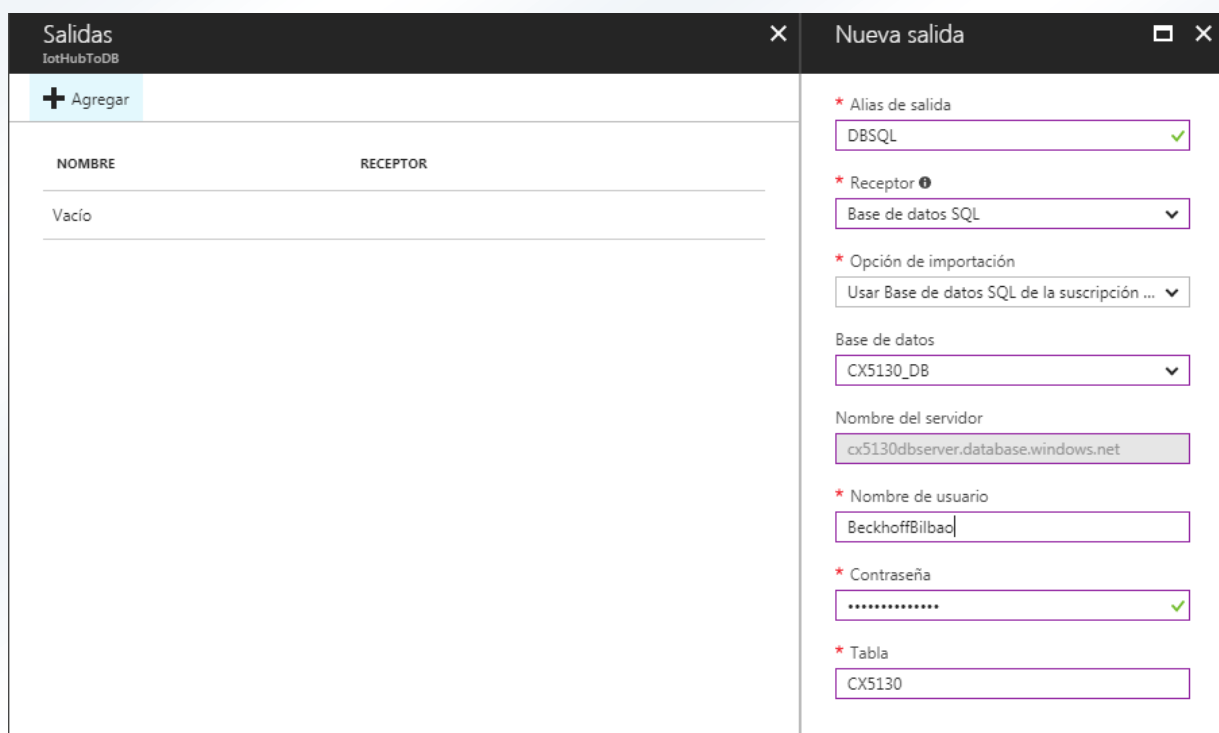 Salidas
IotHubToDB
Agregar
NOMBRE RECEPTOR
Vacío
Nueva salida
* Alias de salida
DBSQL
* Receptor
Base de datos SQL
* Opción de importación
Usar Base de datos SQL de la suscripción ...
Base de datos
CX5130_DB
Nombre del servidor
cx5130dbserver.database.windows.net
* Nombre de usuario
BeckhoffBilbao
* Contraseña
••••••••••••••
* Tabla
CX5130